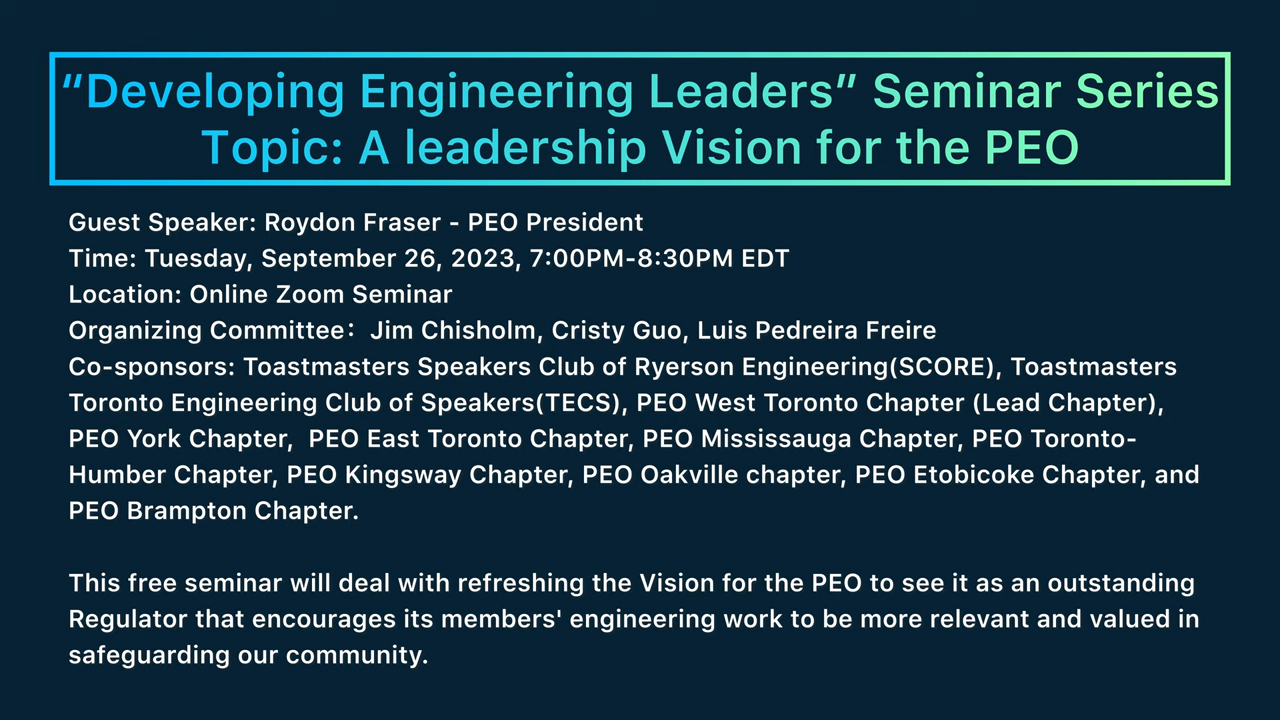 “Developing Engineering Leaders” Seminar Series
Topic: A leadership Vision for the PEO
Guest Speaker: Roydon Fraser - PEO President
Time: Tuesday, September 26, 2023, 7:00PM-8:30PM EDT
Location: Online Zoom Seminar
Organizing Committee：Jim Chisholm, Cristy Guo, Luis Pedreira Freire
Co-sponsors: Toastmasters Speakers Club of Ryerson Engineering(SCORE), Toastmasters
Toronto Engineering Club of Speakers(TECS), PEO West Toronto Chapter (Lead Chapter),
PEO York Chapter,  PEO East Toronto Chapter, PEO Mississauga Chapter, PEO Toronto-
Humber Chapter, PEO Kingsway Chapter, PEO Oakville chapter, PEO Etobicoke Chapter, and
PEO Brampton Chapter.
This free seminar will deal with refreshing the Vision for the PEO to see it as an outstanding
Regulator that encourages its members' engineering work to be more relevant and valued in
safeguarding our community.